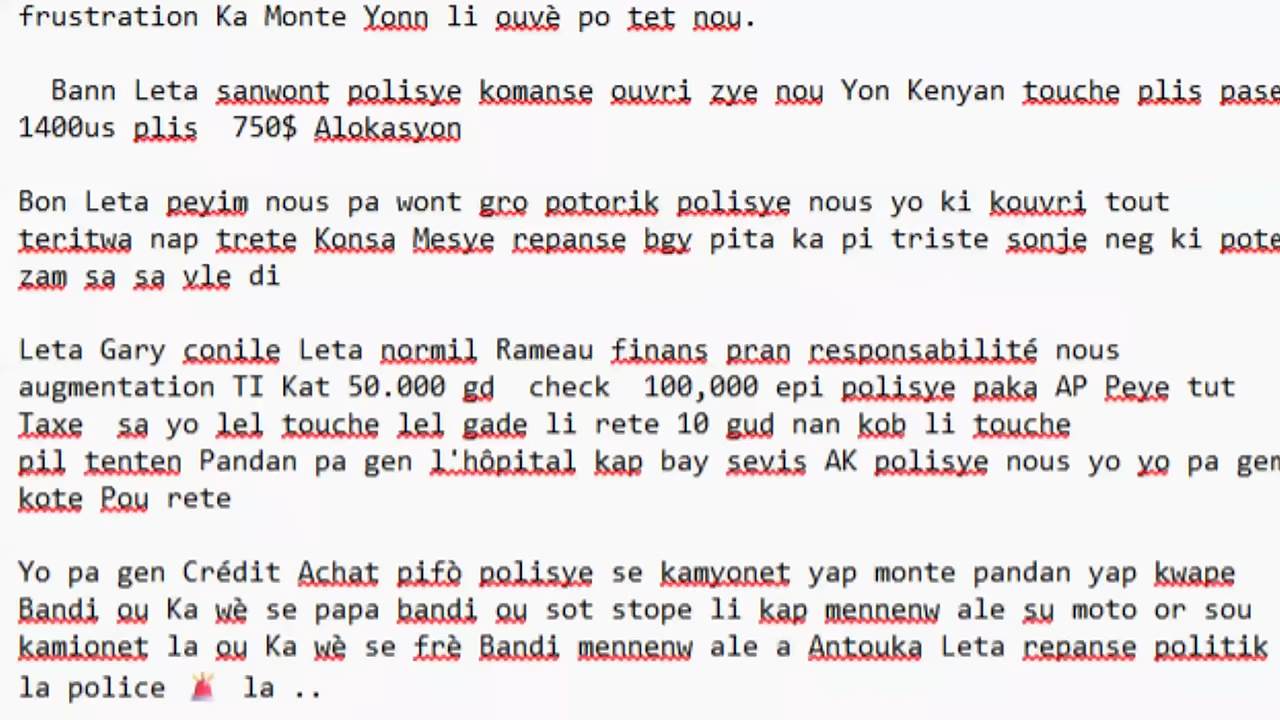 frustration Ka Monte Yonn li ouvè po tet nou.
Bann Leta sanwont polisye komanse ouvri zye nou Yon Kenyan touche plis pase
1400us plis 750$ Alokasyon
Bon Leta peyim nous pa wont gro potorik polisye nous yo ki kouvri tout
teritwa nap trete Konsa Mesye repanse bgy pita ka pi triste sonje neg ki pote
zam sa sa vle di
Leta Gary conile Leta normil Rameau finans pran responsabilité nous
augmentation TI Kat 50.000 gd check 100,000 epi polisye paka AP Peye tut
Taxe sa yo lel touche lel gade li rete 10 gud nan kob li touche
pil tenten Pandan pa gen l'hôpital kap bay sevis AK polisye nous yo yo pa gen
kote Pou rete
Yo pa gen Crédit Achat pifò polisye se kamyonet yap monte pandan yap kwape
Bandi ou Ka wè se papa bandi ou sot stope li kap mennenw ale su moto or sou
kamionet la ou Ka wè se frè Bandi mennenw ale a Antouka Leta repanse politik
la police 🚨 la ..